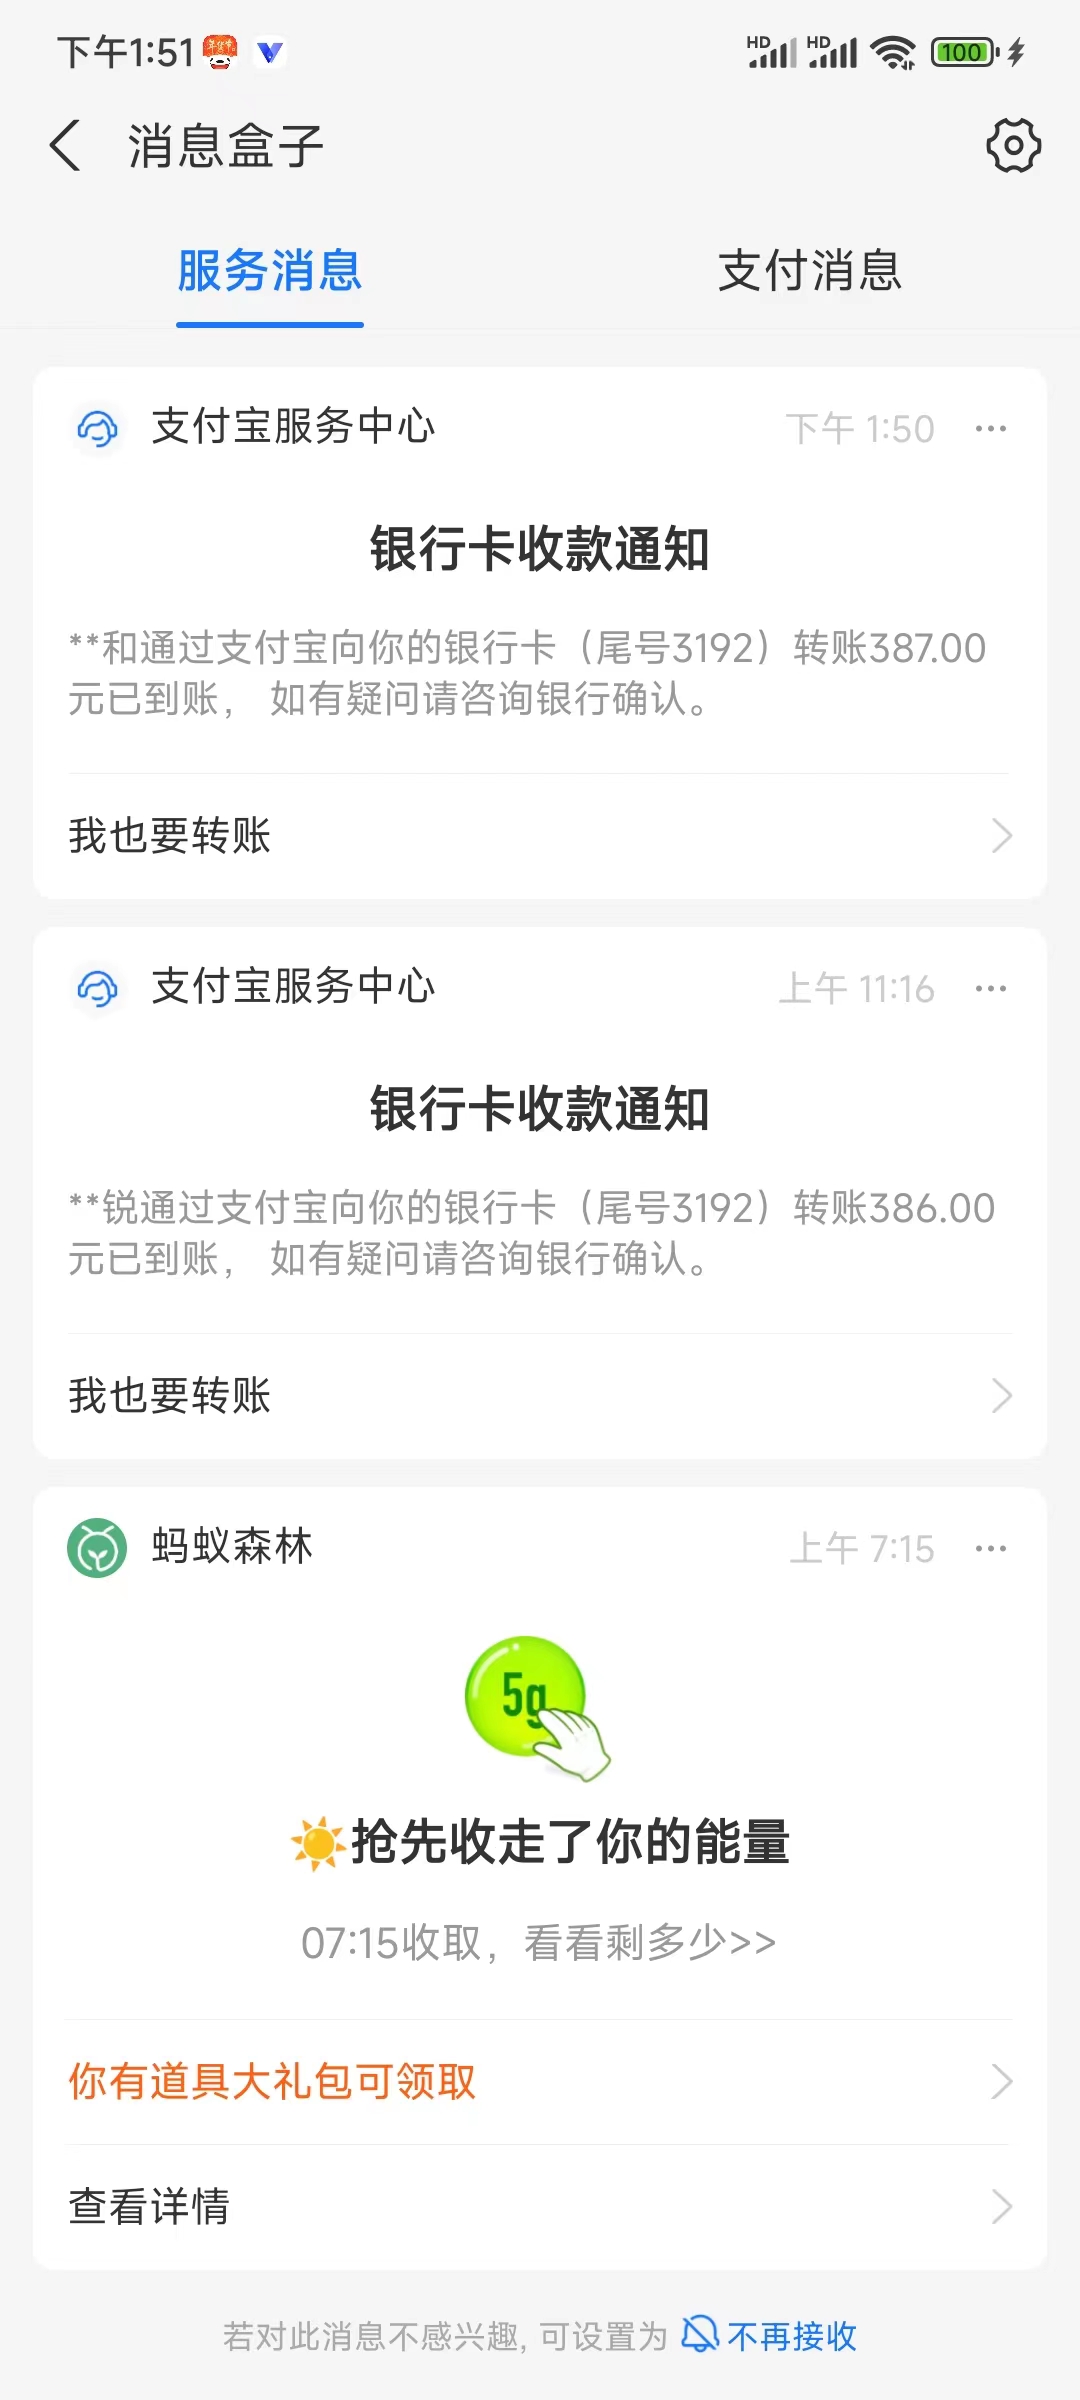 下午1:51
HD HD 100
消息盒子
服务消息 支付消息
支付宝服务中心 下午 1:50
银行卡收款通知
**和通过支付宝向你的银行卡（尾号3192）转账387.00
元已到账， 如有疑问请咨询银行确认。
我也要转账
支付宝服务中心 上午 11:16
银行卡收款通知
**锐通过支付宝向你的银行卡（尾号3192）转账386.00
元已到账， 如有疑问请咨询银行确认。
我也要转账
蚂蚁森林 上午 7:15
5g
抢先收走了你的能量
07:15收取，看看剩多少>>
你有道具大礼包可领取
查看详情
若对此消息不感兴趣, 可设置为 不再接收